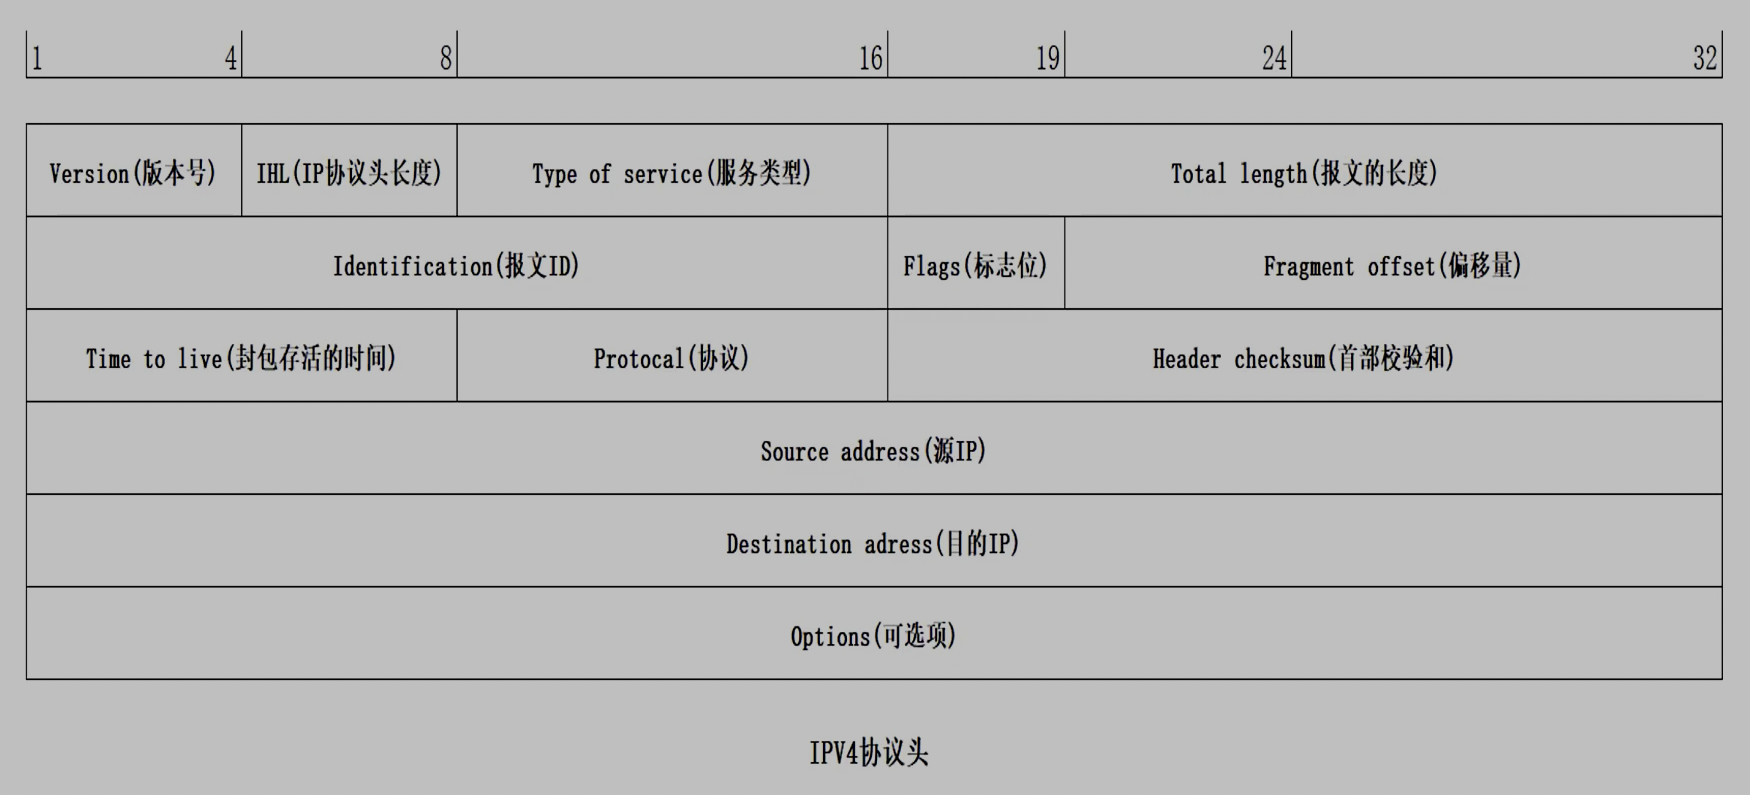 1 4 8 16 19 24 32
Version(版本号) IHL(IP协议头长度) Type of service(服务类型) Total length(报文的长度)
Identification(报文ID) Flags(标志位) Fragment offset(偏移量)
Time to live(封包存活的时间) Protocal(协议) Header checksum(首部校验和)
Source address(源IP)
Destination adress(目的IP)
Options(可选项)
IPV4协议头